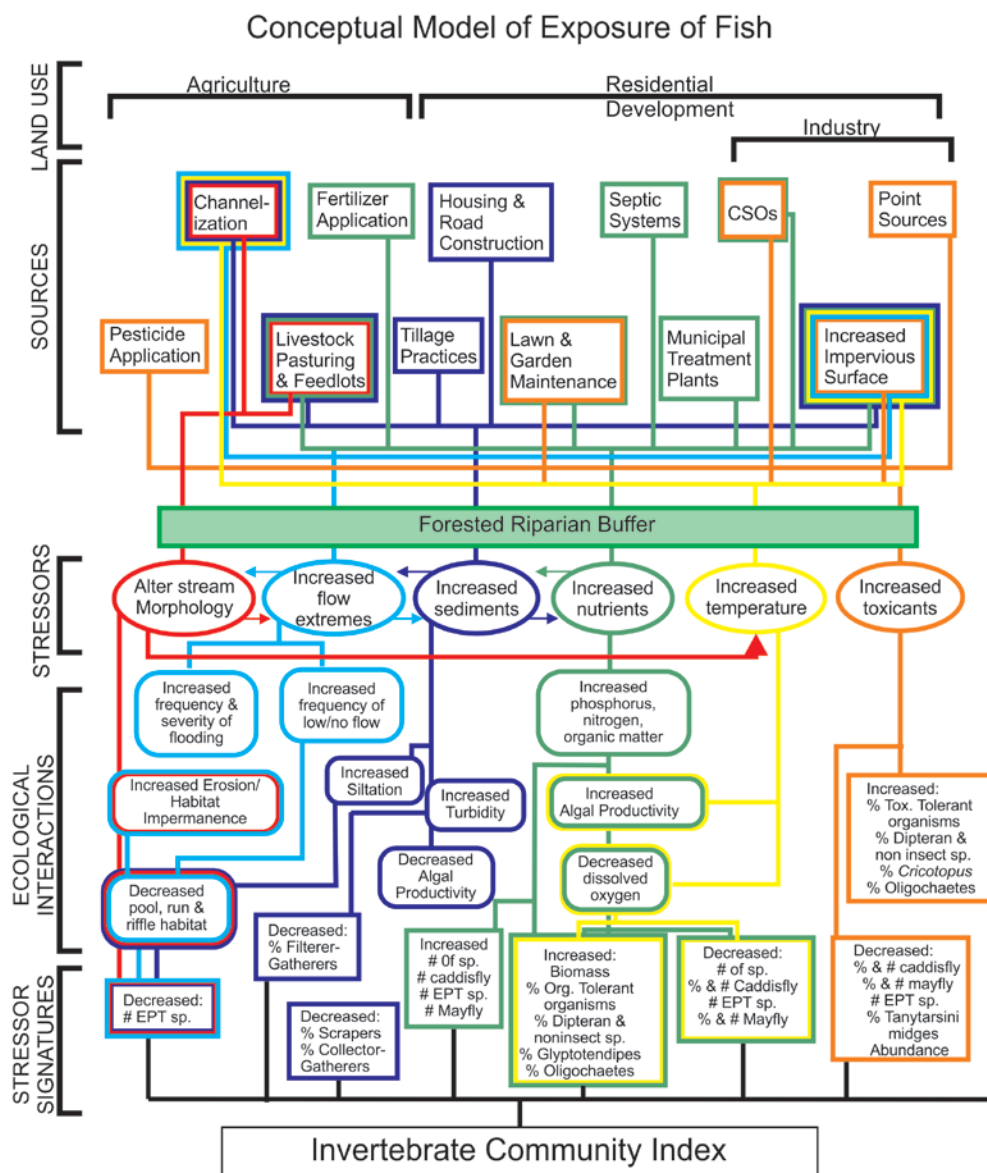 Conceptual Model of Exposure of Fish
LAND USE
Agriculture
Residential
Development
Industry
SOURCES
Channel-
ization
Fertilizer
Application
Housing &
Road
Construction
Septic
Systems
CSOs
Point
Sources
Pesticide
Application
Livestock
Pasturing
& Feedlots
Tillage
Practices
Lawn &
Garden
Maintenance
Municipal
Treatment
Plants
Increased
Impervious
Surface
Forested Riparian Buffer
STRESSORS
Alter stream
Morphology
Increased
flow
extremes
Increased
sediments
Increased
nutrients
Increased
temperature
Increased
toxicants
ECOLOGICAL
INTERACTIONS
Increased
frequency &
severity of
flooding
Increased
frequency of
low/no flow
Increased
phosphorus,
nitrogen,
organic matter
Increased Erosion/
Habitat
Impermanence
Increased
Siltation
Increased
Turbidity
Increased
Algal Productivity
Increased:
% Tox. Tolerant
organisms
% Dipteran &
non insect sp.
% Cricotopus
% Oligochaetes
Decreased
pool, run &
riffle habitat
Decreased
Algal
Productivity
Dissolved
Decreased
oxygen
STRESSOR
SIGNATURES
Decreased:
# EPT sp.
Decreased:
% Filterer-
Gatherers
Decreased:
% Scrapers
% Collector-
Gatherers
Increased
# 0f sp.
# caddisfly
# EPT sp.
# Mayfly
Increased:
Biomass
% Org. Tolerant
organisms
% Dipteran &
noninsect sp.
% Glyptotendipes
% Oligochaetes
Decreased:
# of sp.
% & # Caddisfly
# EPT sp.
% & # Mayfly
Decreased:
% & # caddisfly
% & # mayfly
# EPT sp.
% Tanytarsini
midges
Abundance
Invertebrate Community Index